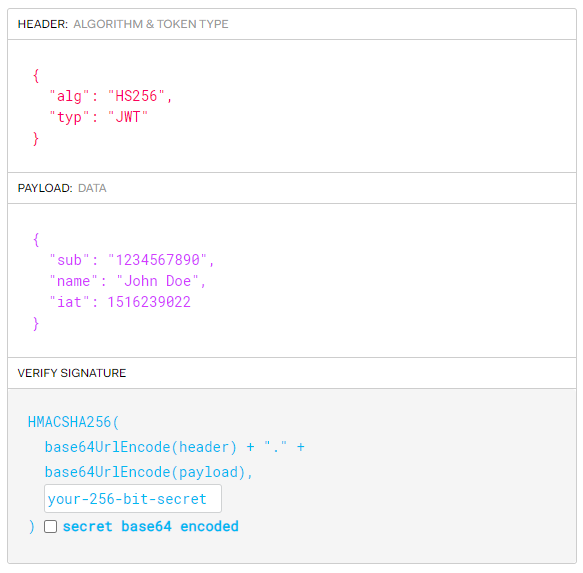 HEADER: ALGORITHM & TOKEN TYPE
{
"alg": "HS256",
"typ": "JWT"
}
PAYLOAD: DATA
{
"sub": "1234567890",
"name": "John Doe",
"iat": 1516239022
}
VERIFY SIGNATURE
HMACSHA256(
base64UrlEncode(header) + "." +
base64UrlEncode(payload),
your-256-bit-secret
) secret base64 encoded